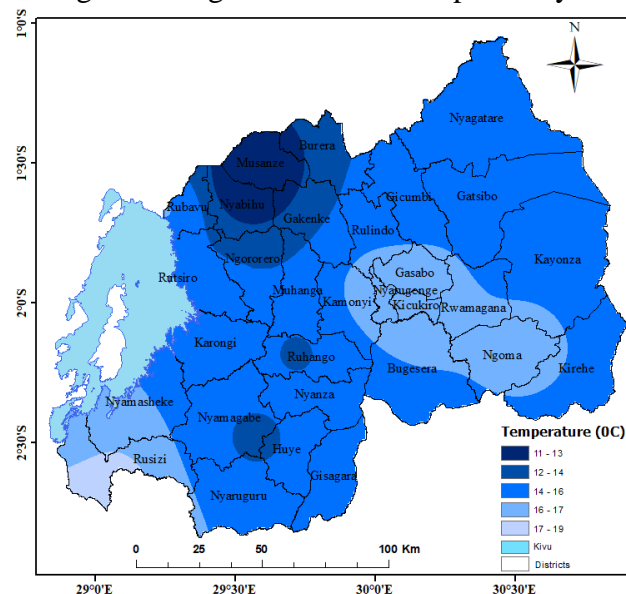 1°0'S
N
Nyagatare
Burera
Musanze
1°30'S
Gicumbi
Gatsibo
Rubavu
Nyabihu
Gakenke
Rulindo
Ngororero
Gasabo
Kayonza
Rutsiro
Muhanga
Kamonyi
Nyarugenge
Kicukiro
Rwamagana
2°0'S
Karongi
Ruhango
Ngoma
Bugesera
Kirehe
Nyamasheke
Nyamagabe
Nyanza
2°30'S
Rusizi
Huye
Gisagara
Nyaruguru
Temperature (0C)
11 - 13
12 - 14
14 - 16
16 - 17
17 - 19
Kivu
Districts
0 25 50 100 Km
29°0'E 29°30'E 30°0'E 30°30'E